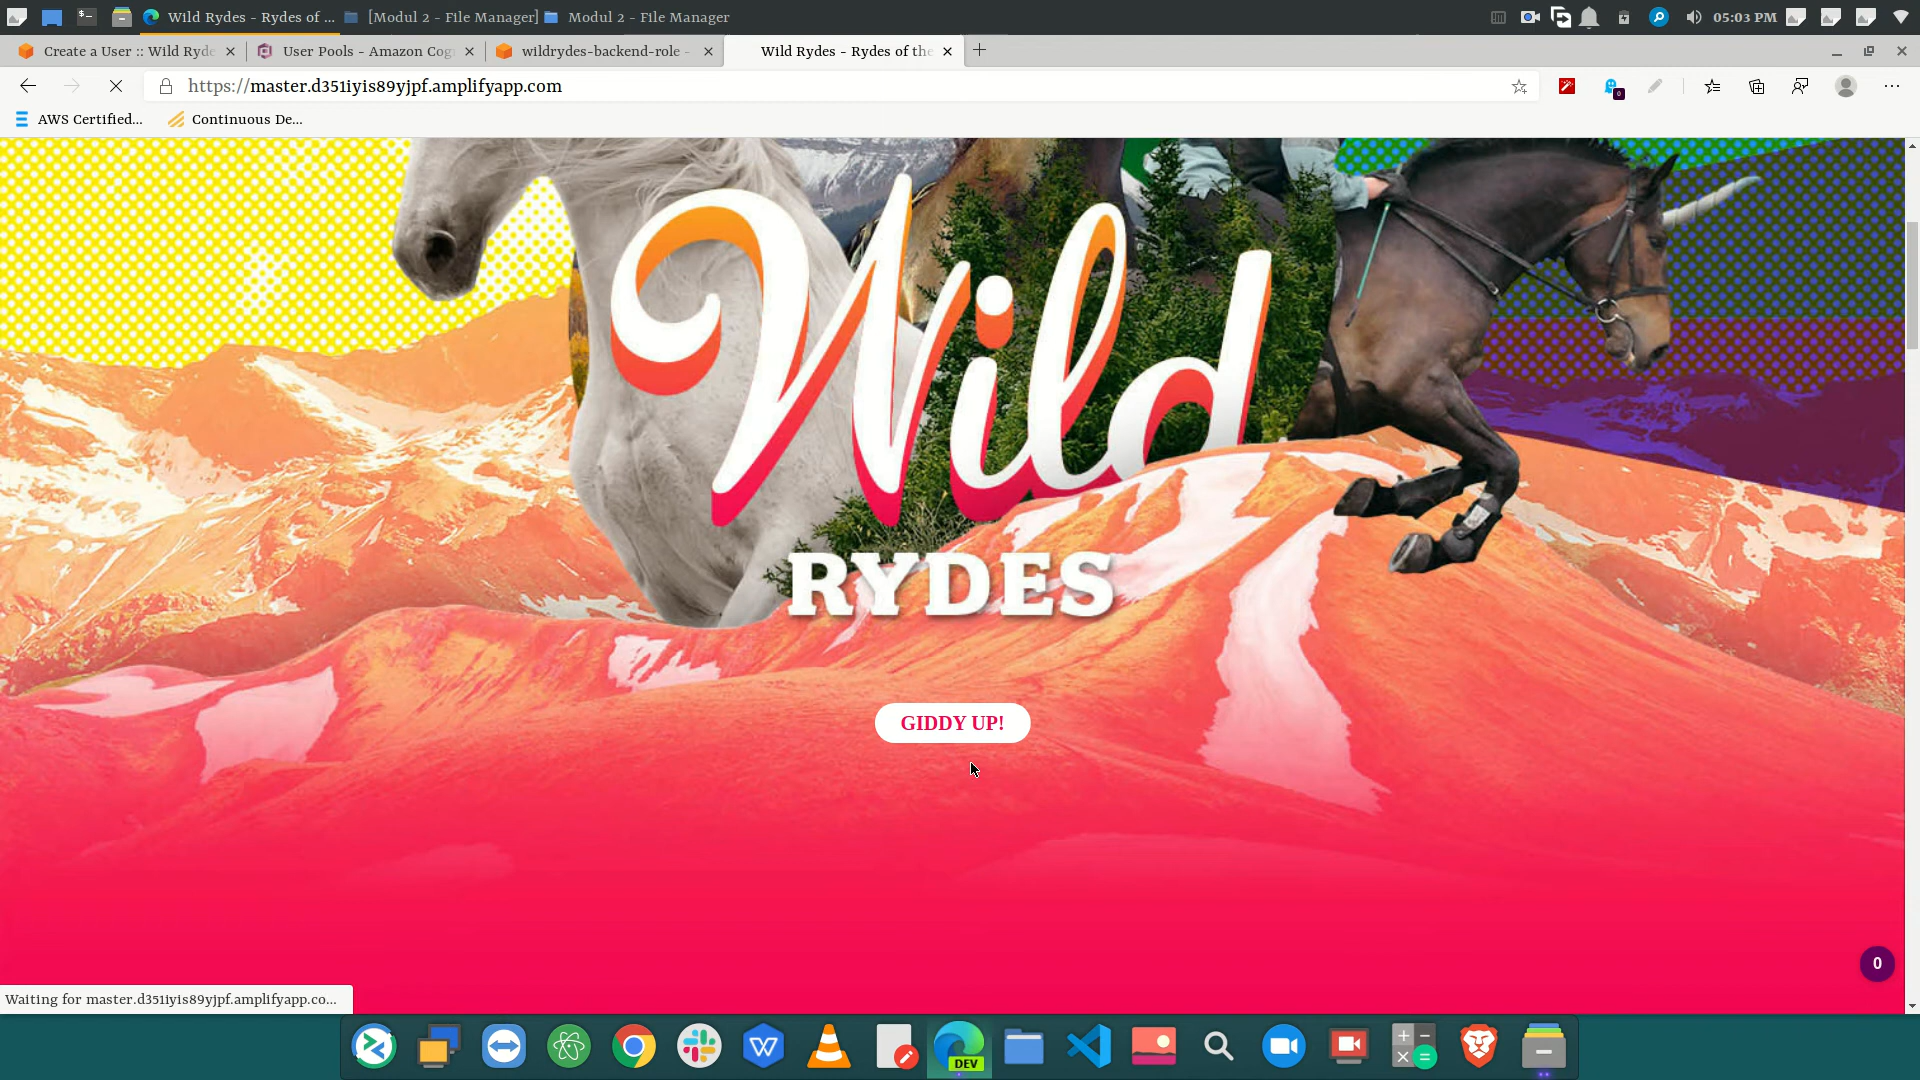 Wild Rydes - Rydes of ...
[Modul 2 - File Manager]
Modul 2 - File Manager
05:03 PM
Create a User :: Wild Ryde
User Pools - Amazon Cog
wildrydes-backend-role -
Wild Rydes - Rydes of the
https://master.d351iyis89yjpf.amplifyapp.com
0
AWS Certified...
Continuous De...
Wild
RYDES
GIDDY UP!
0
Waiting for master.d351iyis89yjpf.amplifyapp.co...
DEV